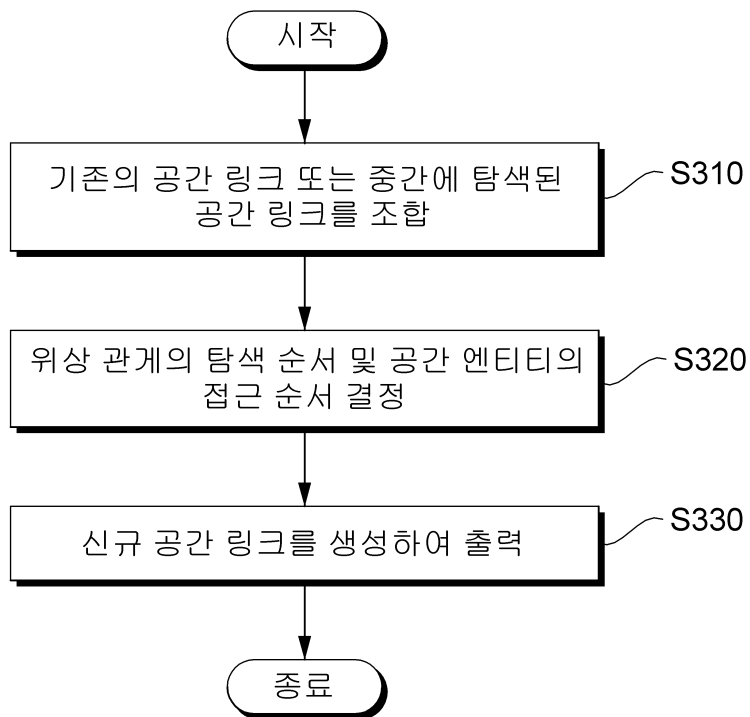 시작
기존의 공간 링크 또는 중간에 탐색된
공간 링크를 조합
S310
위상 관계의 탐색 순서 및 공간 엔티티의
접근 순서 결정
S320
신규 공간 링크를 생성하여 출력
S330
종료